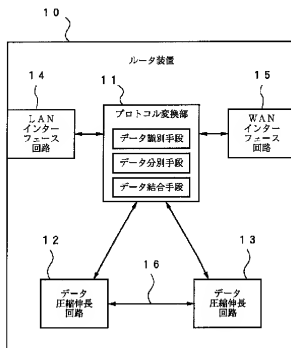 10
ルータ装置
14
11
15
LAN
インター
フェース
回路
プロトコル変換部
データ識別手段
データ分別手段
データ結合手段
WAN
インター
フェース
回路
12
16
13
データ
圧縮伸長
回路
データ
圧縮伸長
回路